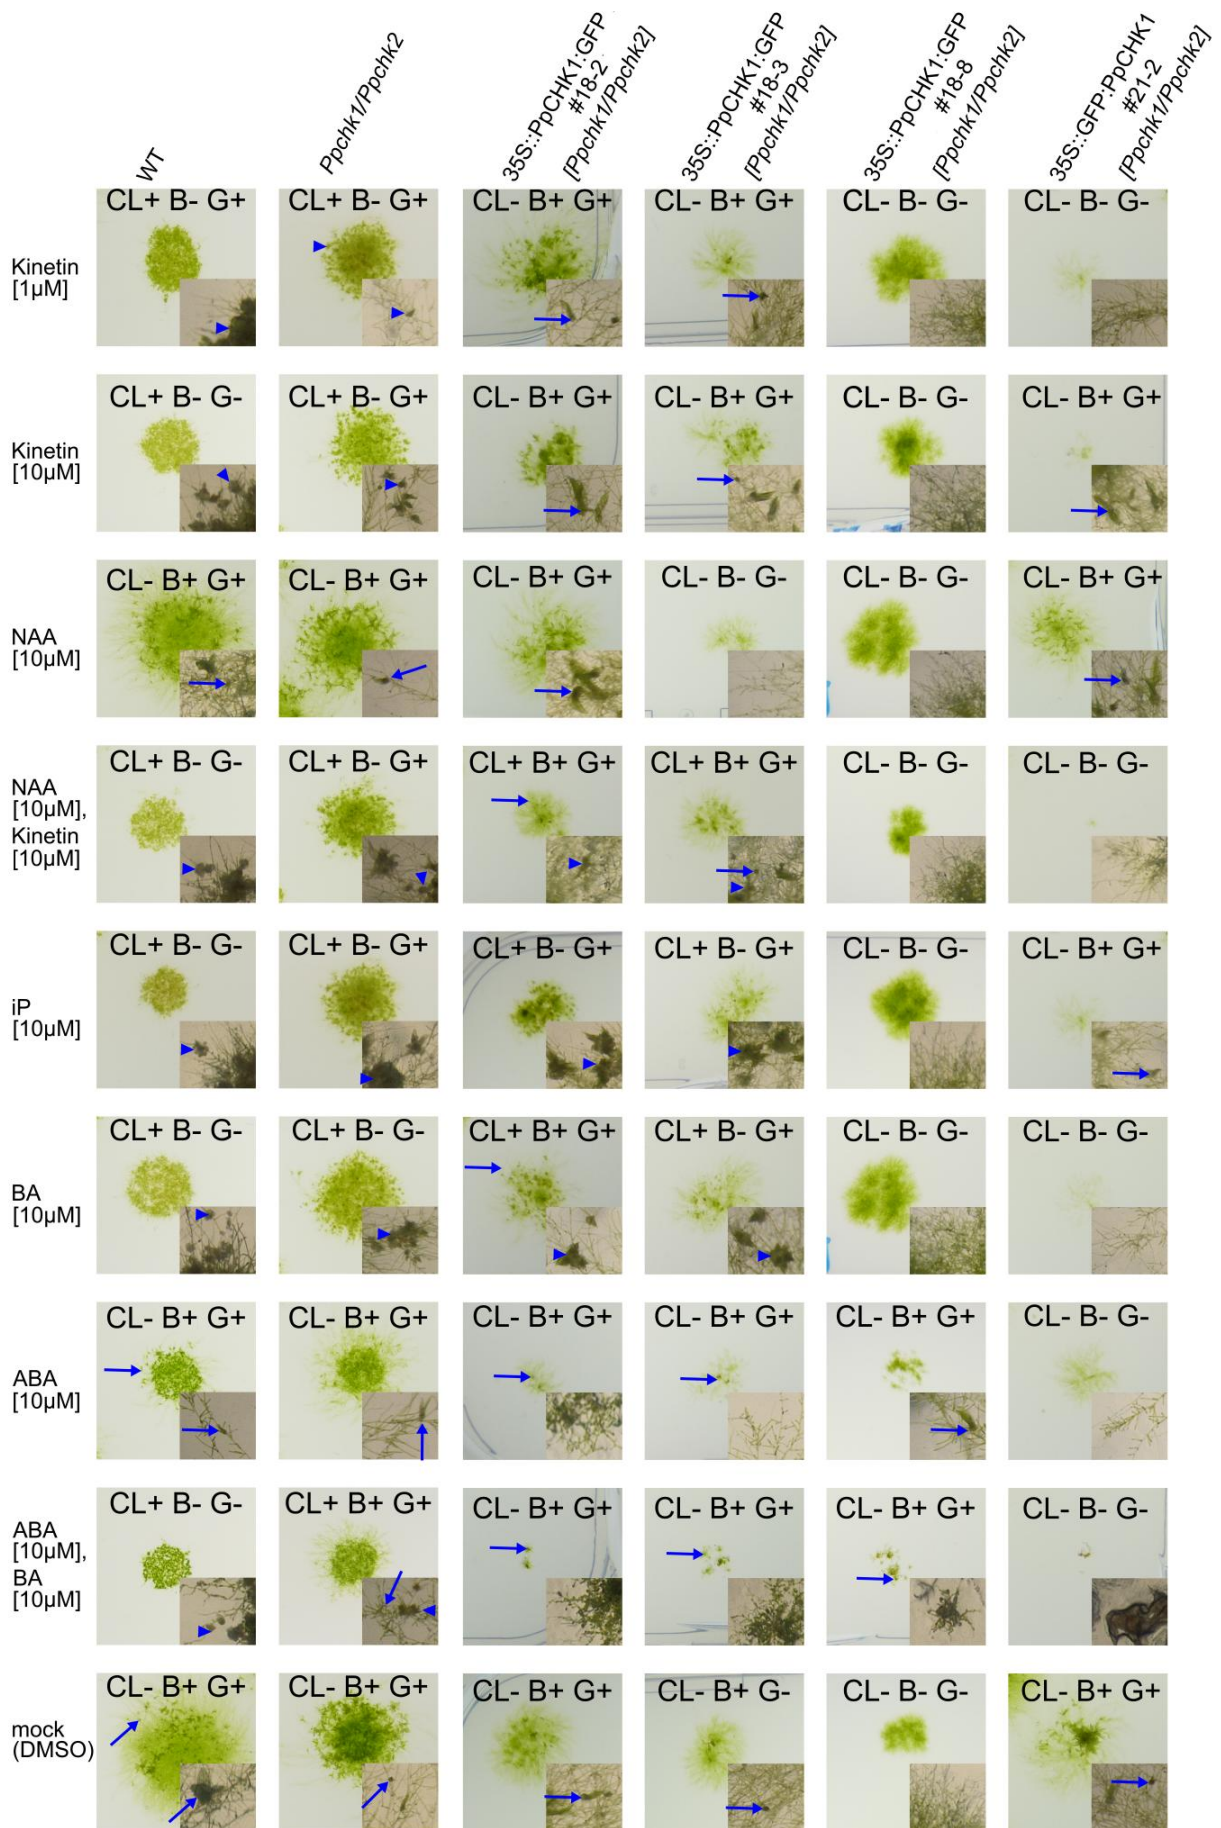 WT
Ppchk1/Ppchk2
35S::PpCHK1:GFP
#18-2
[Ppchk1/Ppchk2]
35S::PpCHK1:GFP
#18-3
[Ppchk1/Ppchk2]
35S::PpCHK1:GFP
#18-8
[Ppchk1/Ppchk2]
35S::GFP:PpCHK1
#21-2
[Ppchk1/Ppchk2]
Kinetin
[1µM]
CL+ B- G+
CL+ B- G+
CL- B+ G+
CL- B+ G+
CL- B- G-
CL- B- G-
Kinetin
[10µM]
CL+ B- G-
CL+ B- G+
CL- B+ G+
CL- B+ G+
CL- B- G-
CL- B+ G+
NAA
[10µM]
CL- B+ G+
CL- B+ G+
CL- B+ G+
CL- B- G-
CL- B- G-
CL- B+ G+
NAA
[10µM],
Kinetin
[10µM]
CL+ B- G-
CL+ B- G+
CL+ B+ G+
CL+ B+ G+
CL- B- G-
CL- B- G-
iP
[10µM]
CL+ B- G-
CL+ B- G+
CL+ B- G+
CL+ B- G+
CL- B- G-
CL- B+ G+
BA
[10µM]
CL+ B- G-
CL+ B- G-
CL+ B+ G+
CL+ B- G+
CL- B- G-
CL- B- G-
ABA
[10µM]
CL- B+ G+
CL- B+ G+
CL- B+ G+
CL- B+ G+
CL- B+ G+
CL- B- G-
ABA
[10µM],
BA
[10µM]
CL+ B- G-
CL+ B+ G+
CL- B+ G+
CL- B+ G+
CL- B+ G+
CL- B- G-
mock
(DMSO)
CL- B+ G+
CL- B+ G+
CL- B+ G+
CL- B+ G-
CL- B- G-
CL- B+ G+